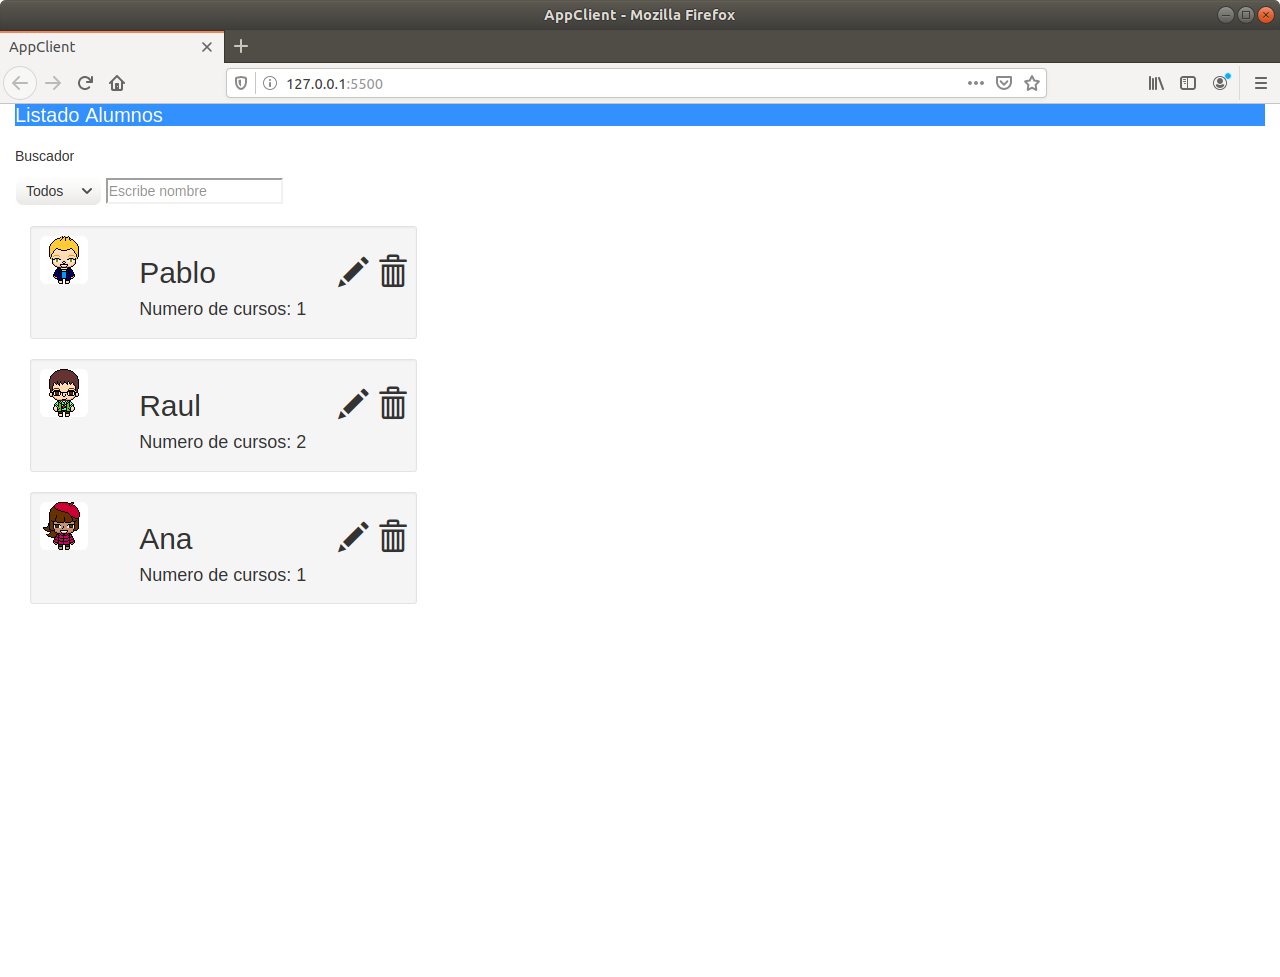 AppClient - Mozilla Firefox
AppClient
127.0.0.1:5500
Listado Alumnos
Buscador
Todos
Escribe nombre
Pablo
Numero de cursos: 1
Raul
Numero de cursos: 2
Ana
Numero de cursos: 1